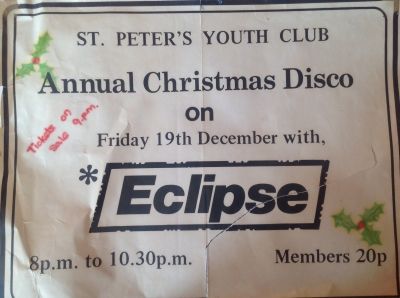 ST. PETER'S YOUTH CLUB
Annual Christmas Disco
on
Tickets on
Sale 9.p.m.
Friday 19th December with,
* Eclipse
8p.m. to 10.30p.m.
Members 20p